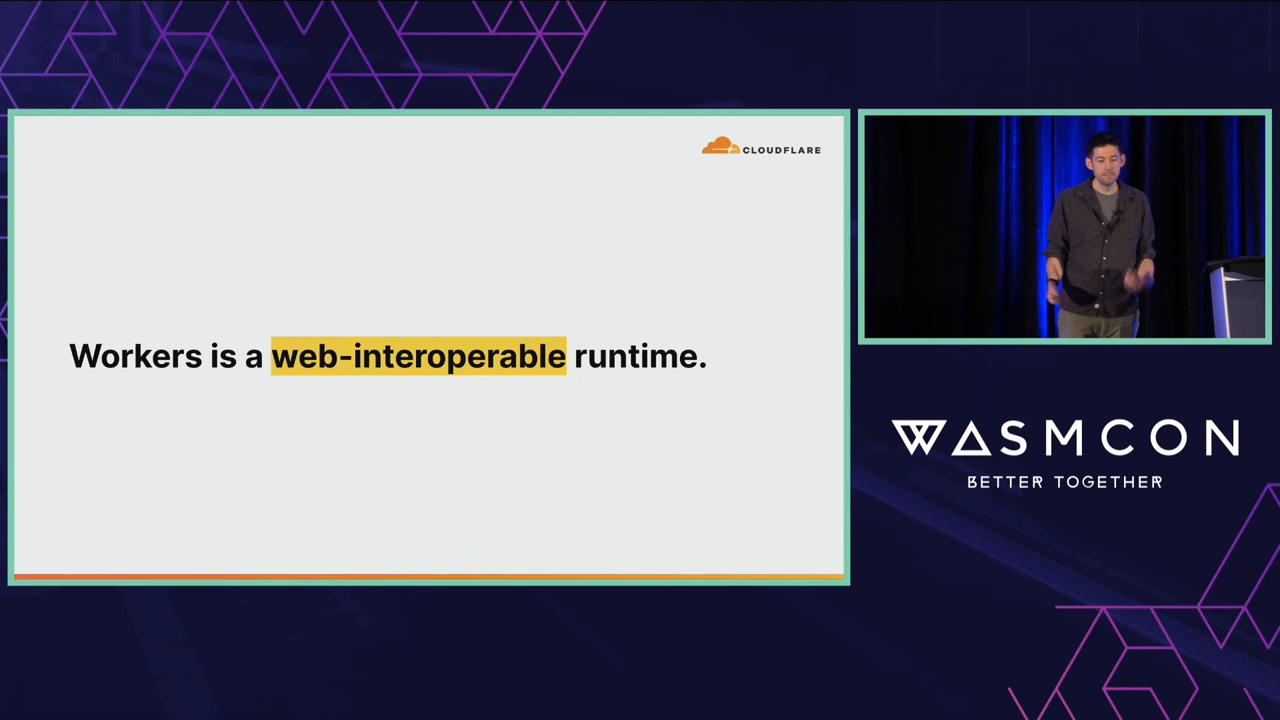 CLOUDFLARE
Workers is a web-interoperable runtime.
WASMCON
BETTER TOGETHER